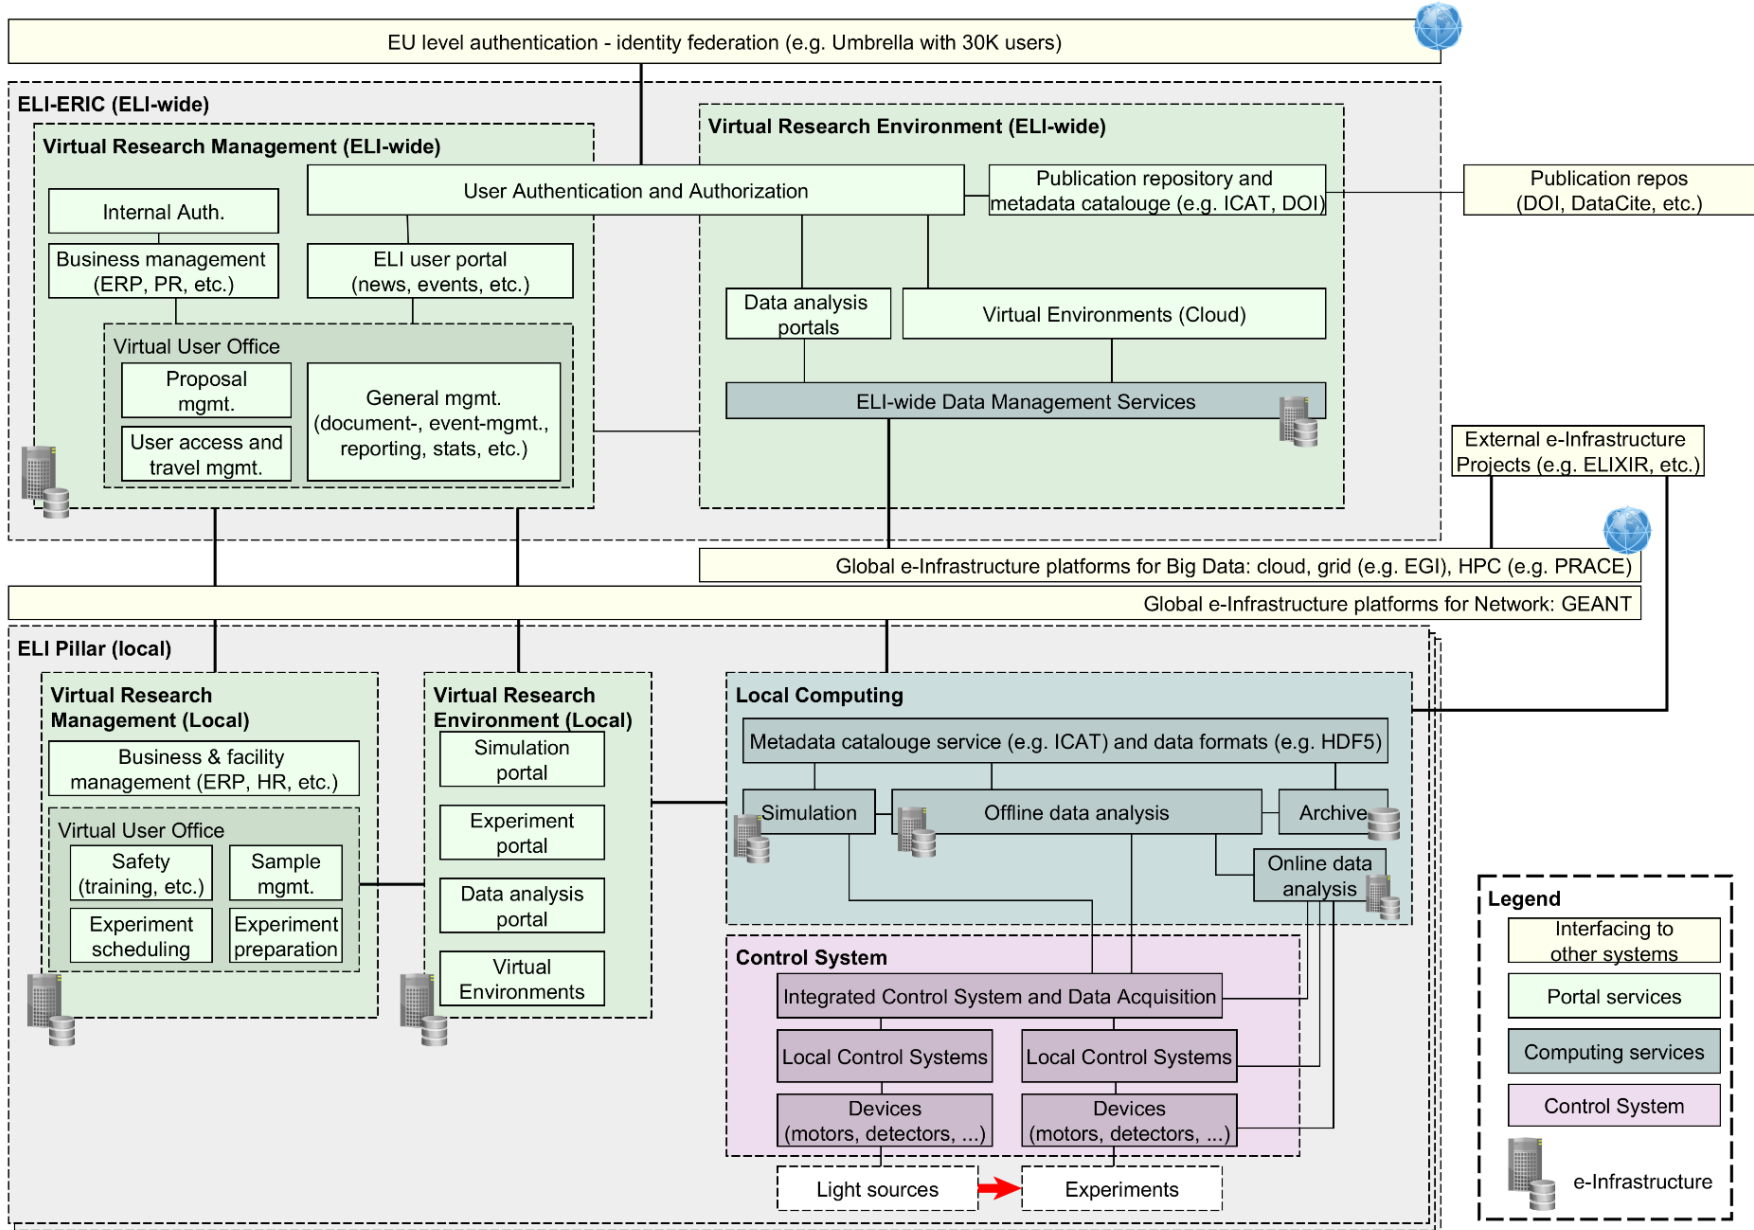 EU level authentication - identity federation (e.g. Umbrella with 30K users)
ELI-ERIC (ELI-wide)
Virtual Research Management (ELI-wide)
Internal Auth.
Business management
(ERP, PR, etc.)
User Authentication and Authorization
ELI user portal
(news, events, etc.)
Virtual User Office
Proposal
mgmt.
User access and
travel mgmt.
General mgmt.
(document-, event-mgmt.,
reporting, stats, etc.)
Virtual Research Environment (ELI-wide)
Publication repository and
metadata catalouge (e.g. ICAT, DOI)
Publication repos
(DOI, DataCite, etc.)
Data analysis
portals
Virtual Environments (Cloud)
ELI-wide Data Management Services
External e-Infrastructure
Projects (e.g. ELIXIR, etc.)
Global e-Infrastructure platforms for Big Data: cloud, grid (e.g. EGI), HPC (e.g. PRACE)
Global e-Infrastructure platforms for Network: GEANT
ELI Pillar (local)
Virtual Research
Management (Local)
Business & facility
management (ERP, HR, etc.)
Virtual User Office
Safety
(training, etc.)
Sample
mgmt.
Experiment
scheduling
Experiment
preparation
Virtual Research
Environment (Local)
Simulation
portal
Experiment
portal
Data analysis
portal
Virtual
Environments
Local Computing
Metadata catalouge service (e.g. ICAT) and data formats (e.g. HDF5)
Simulation
Offline data analysis
Archive
Online data
analysis
Control System
Integrated Control System and Data Acquisition
Local Control Systems
Local Control Systems
Devices
(motors, detectors, ...)
Devices
(motors, detectors, ...)
Light sources
Experiments
Legend
Interfacing to
other systems
Portal services
Computing services
Control System
e-Infrastructure